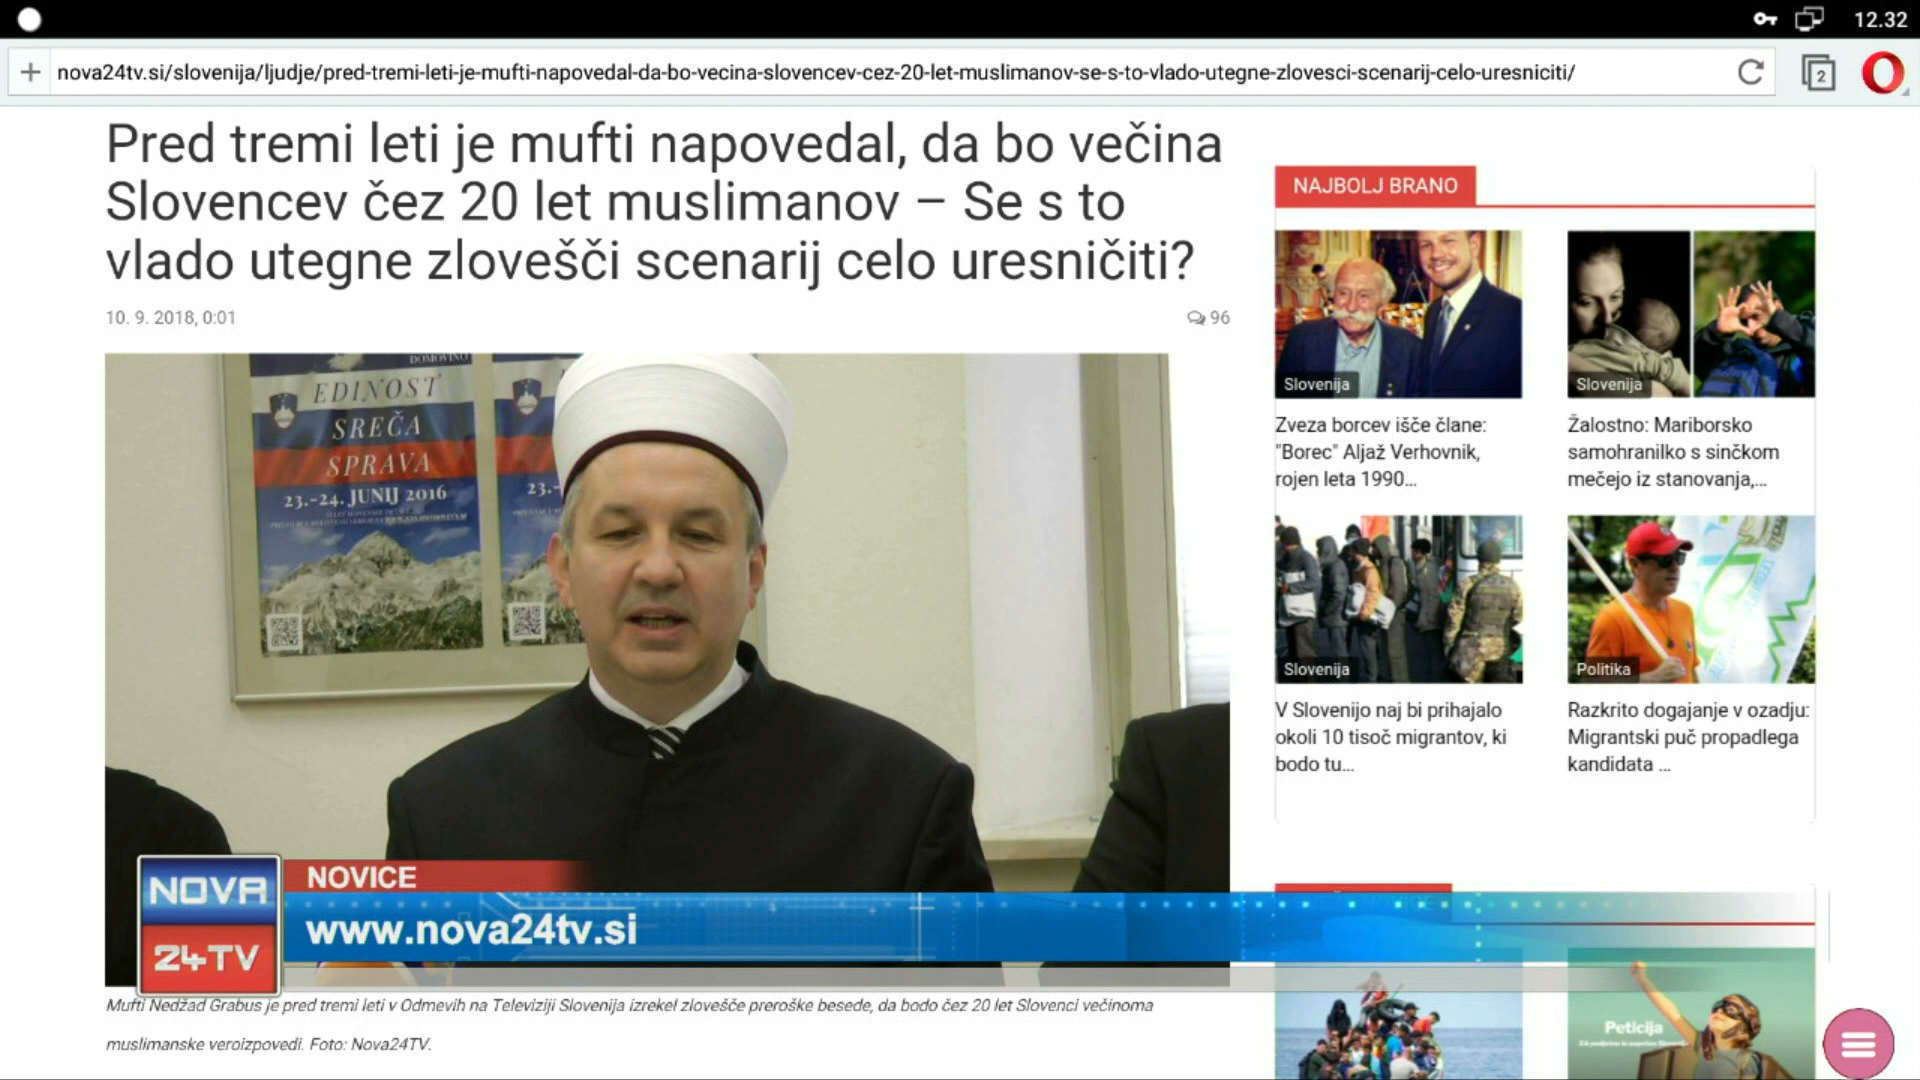 12.32
nova24tv.si/slovenija/ljudje/pred-tremi-leti-je-mufti-napovedal-da-bo-vecina-slovencev-cez-20-let-muslimanov-se-s-to-vlado-utegne-zlovesci-scenarij-celo-uresniciti/
2
Pred tremi leti je mufti napovedal, da bo večina
Slovencev čez 20 let muslimanov – Se s to
vlado utegne zlovešči scenarij celo uresničiti?
10. 9. 2018, 0:01
96
DOMOVINO
EDINOST
SREČA
SPRAVA
23.-24. JUNIJ 2016
23.-
NOVA
24TV
NOVICE
www.nova24tv.si
Mufti Nedžad Grabus je pred tremi leti v Odmevih na Televiziji Slovenija izrekel zlovešče preroške besede, da bodo čez 20 let Slovenci večinoma
muslimanske veroizpovedi. Foto: Nova24TV.
NAJBOLJ BRANO
Slovenija
Zveza borcev išče člane:
"Borec" Aljaž Verhovnik,
rojen leta 1990...
Slovenija
Žalostno: Mariborsko
samohranilko s sinčkom
mečejo iz stanovanja,...
Slovenija
V Slovenijo naj bi prihajalo
okoli 10 tisoč migrantov, ki
bodo tu...
Politika
Razkrito dogajanje v ozadju:
Migrantski puč propadlega
kandidata ...
Peticija